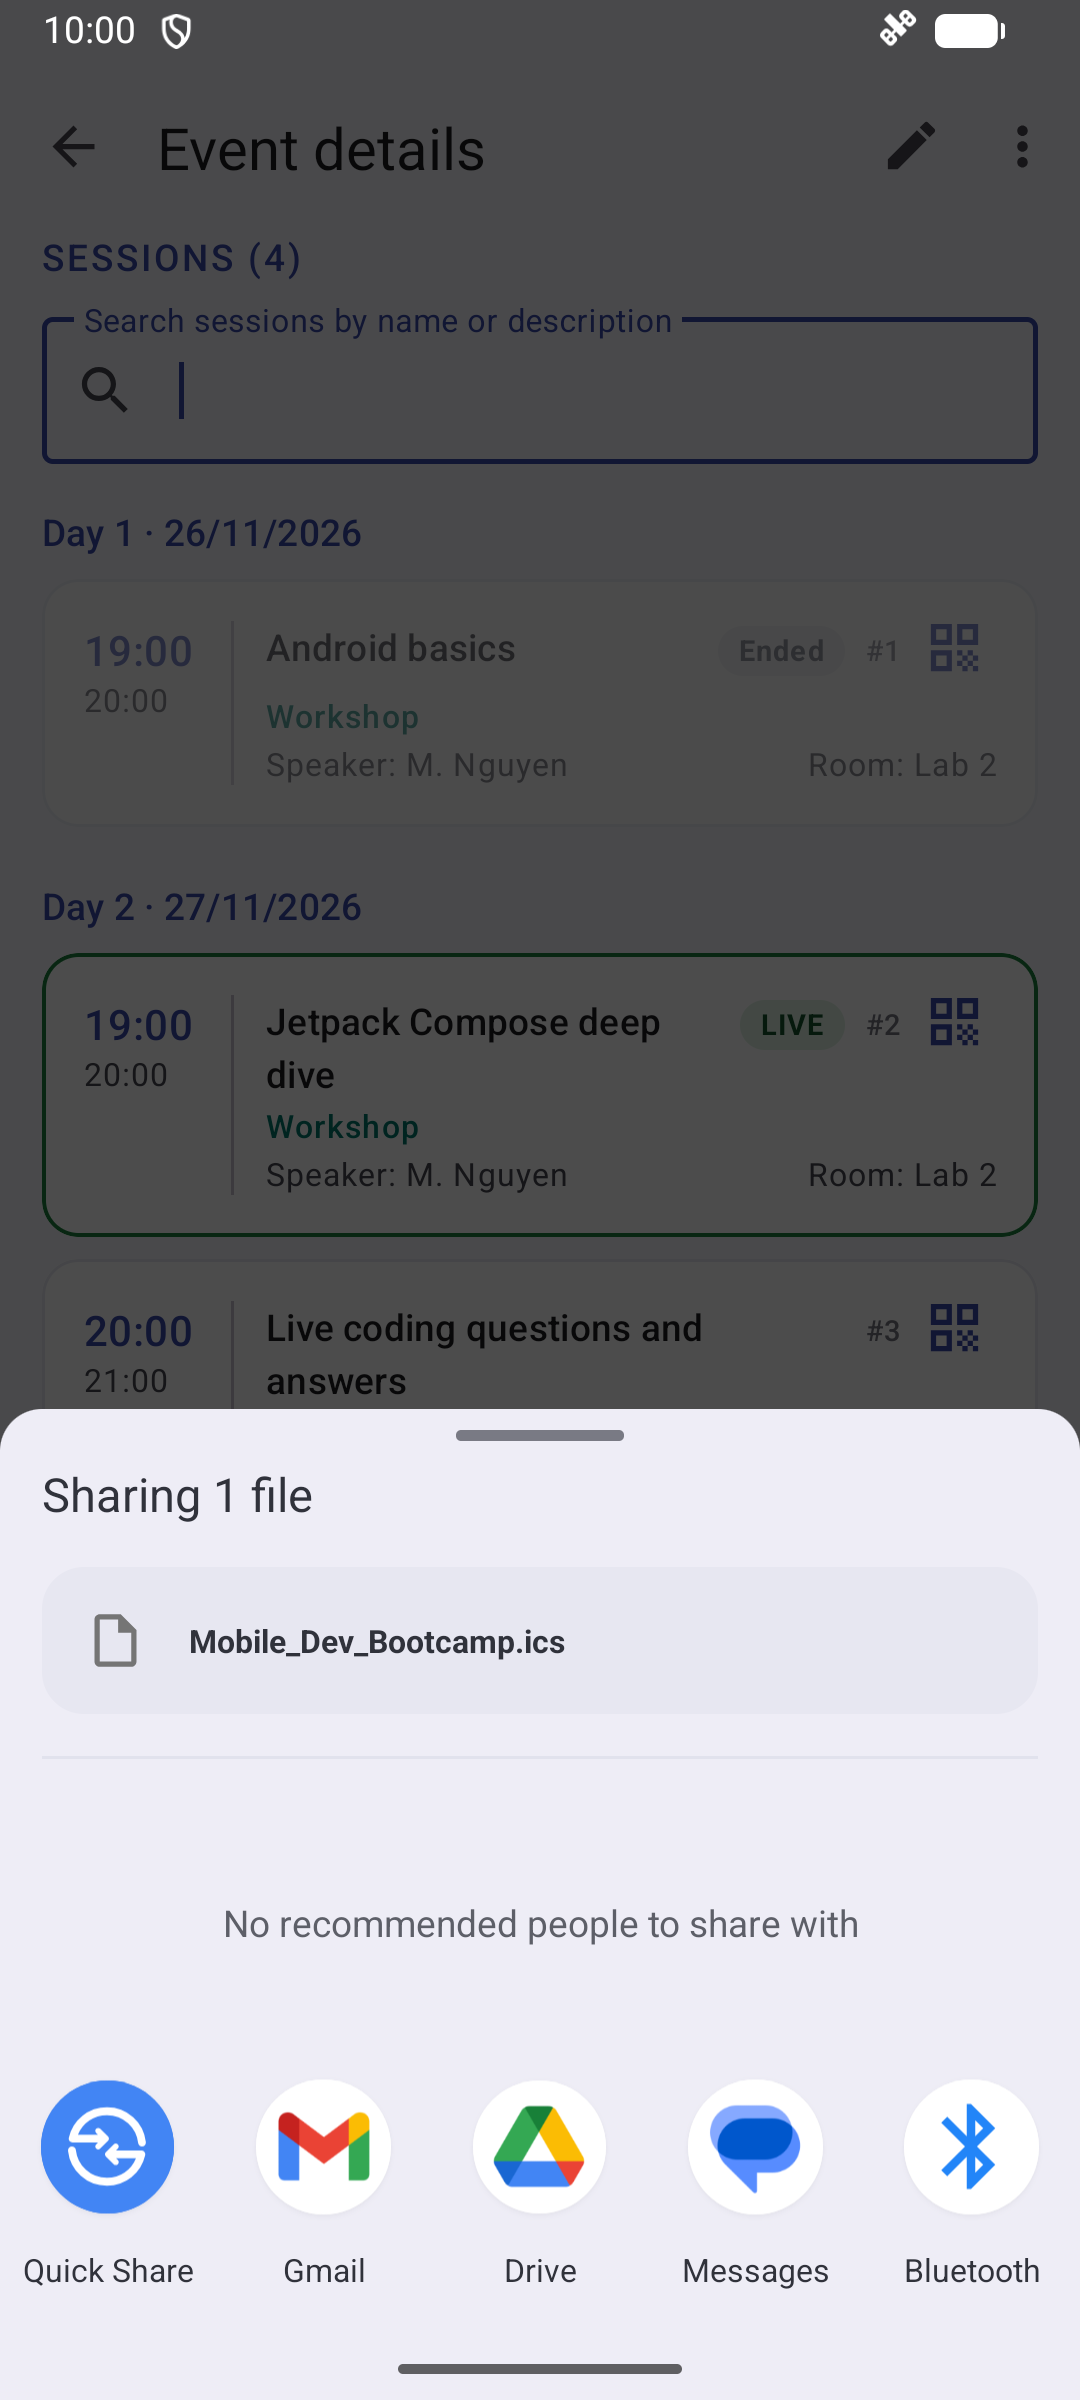 10:00
Event details
SESSIONS (4)
Search sessions by name or description
Day 1 · 26/11/2026
19:00
20:00
Android basics
Ended
#1
Workshop
Speaker: M. Nguyen
Room: Lab 2
Day 2 · 27/11/2026
19:00
20:00
Jetpack Compose deep
dive
LIVE
#2
Workshop
Speaker: M. Nguyen
Room: Lab 2
20:00
21:00
Live coding questions and
answers
#3
Sharing 1 file
Mobile_Dev_Bootcamp.ics
No recommended people to share with
Quick Share
Gmail
Drive
Messages
Bluetooth